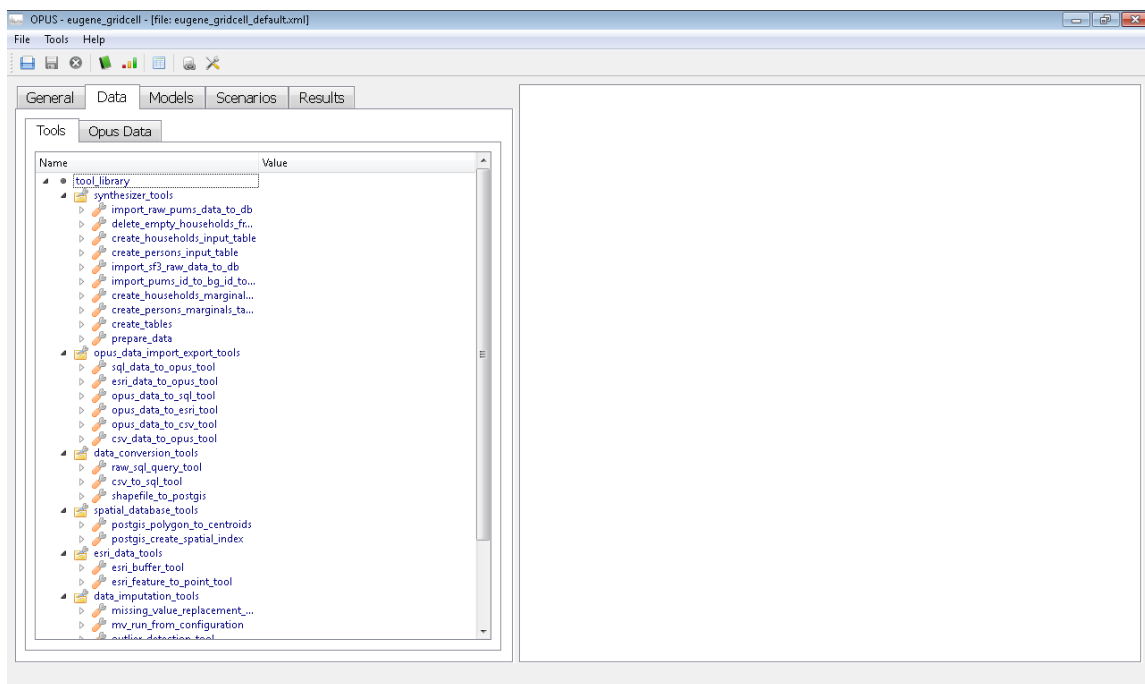 OPUS - eugene_gridcell - [file: eugene_gridcell_default.xml]
File Tools Help
General Data Models Scenarios Results
Tools Opus Data
Name Value
tool_library
synthesizer_tools
import_raw_pums_data_to_db
delete_empty_households_fr...
create_households_input_table
create_persons_input_table
import_sf3_raw_data_to_db
import_pums_id_to_bg_id_to...
create_households_marginal...
create_persons_marginals_ta...
create_tables
prepare_data
opus_data_import_export_tools
sql_data_to_opus_tool
esri_data_to_opus_tool
opus_data_to_sql_tool
opus_data_to_esri_tool
opus_data_to_csv_tool
csv_data_to_opus_tool
data_conversion_tools
raw_sql_query_tool
csv_to_sql_tool
shapefile_to_postgis
spatial_database_tools
postgis_polygon_to_centroids
postgis_create_spatial_index
esri_data_tools
esri_buffer_tool
esri_feature_to_point_tool
data_imputation_tools
missing_value_replacement_...
mv_run_from_configuration
outlier_detection_tool